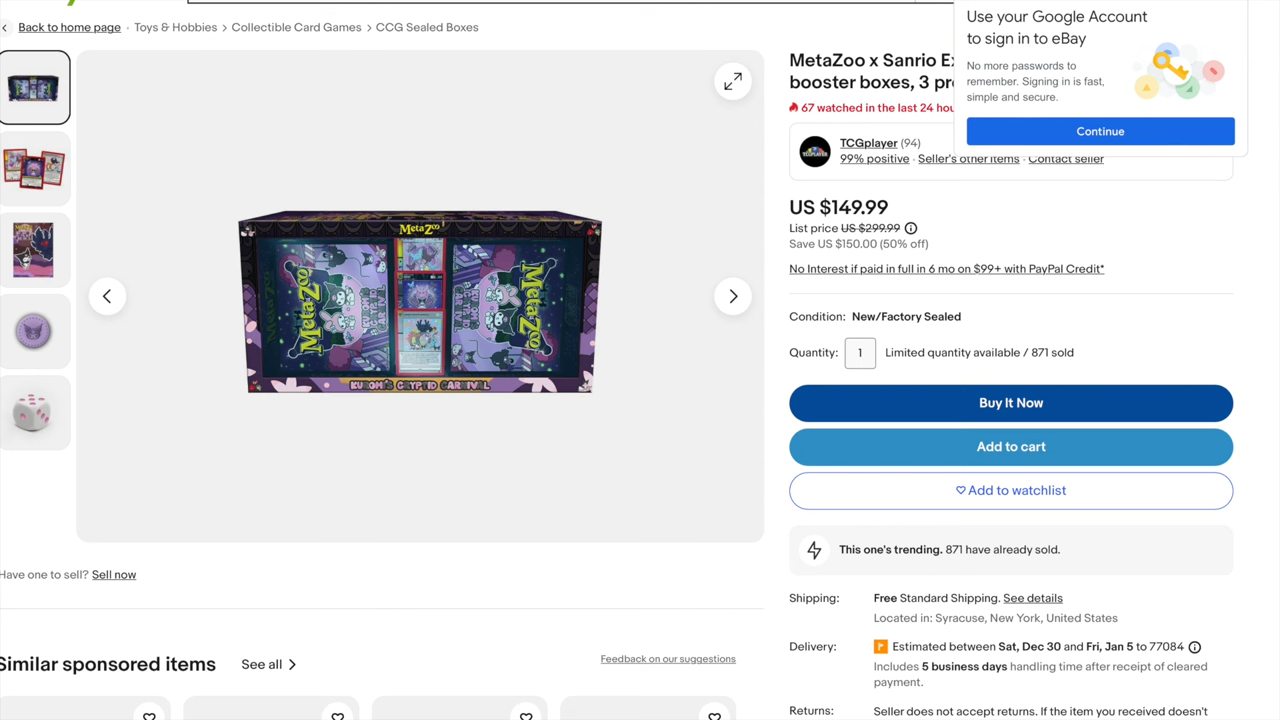 Back to home page · Toys & Hobbies > Collectible Card Games > CCG Sealed Boxes
MetaZoo
MetaZoo
MetaZoo
KUROMI'S CRYPTID CARNIVAL
Have one to sell? Sell now
Similar sponsored items See all
Feedback on our suggestions
MetaZoo x Sanrio
booster boxes, 3
67 watched in the last 24
TCGplayer (94)
99% positive · Seller's other items · Contact seller
US $149.99
List price US $299.99
Save US $150.00 (50% off)
No Interest if paid in full in 6 mo on $99+ with PayPal Credit*
Condition: New/Factory Sealed
Quantity: 1 Limited quantity available / 871 sold
Buy It Now
Add to cart
Add to watchlist
This one's trending. 871 have already sold.
Shipping: Free Standard Shipping. See details
Located in: Syracuse, New York, United States
Delivery: Estimated between Sat, Dec 30 and Fri, Jan 5 to 77084
Includes 5 business days handling time after receipt of cleared
payment.
Returns: Seller does not accept returns. If the item you received doesn't
Use your Google Account
to sign in to eBay
No more passwords to
remember. Signing in is fast,
simple and secure.
Continue